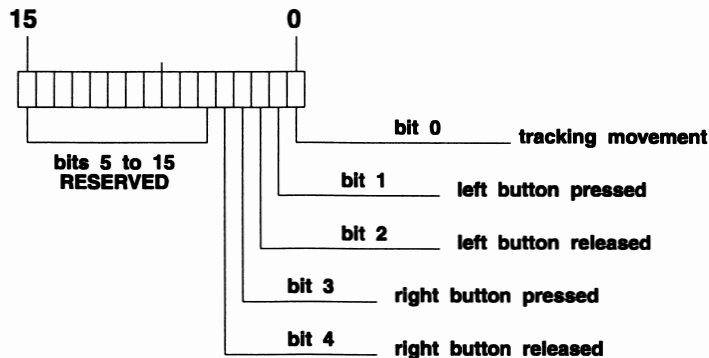 15 0
bit 0 tracking movement
bits 5 to 15
RESERVED
bit 1 left button pressed
bit 2 left button released
bit 3 right button pressed
bit 4 right button released